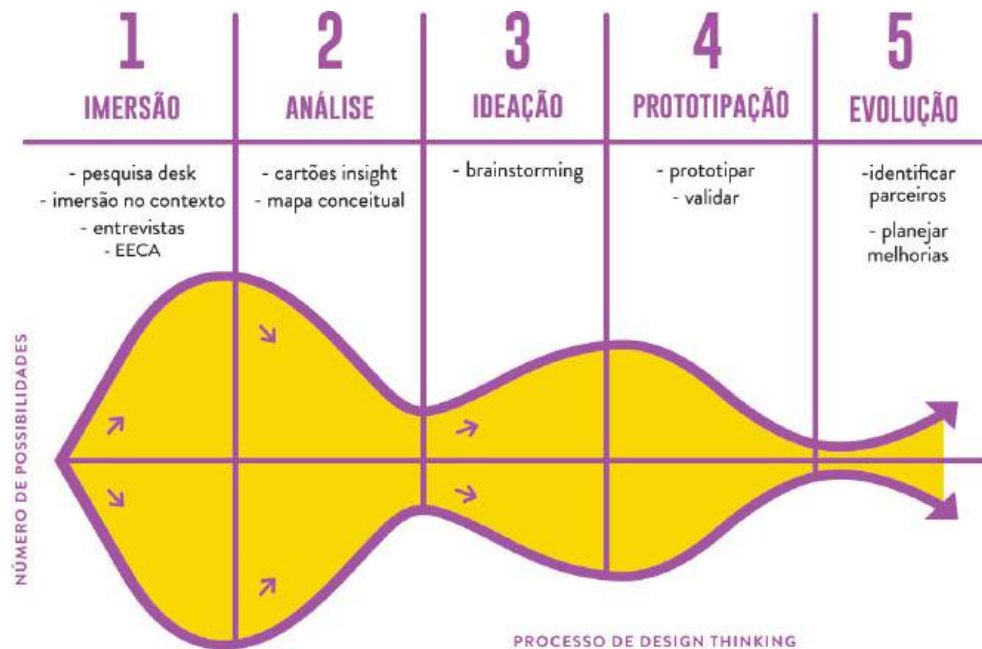 1
IMERSÃO
- pesquisa desk
- imersão no contexto
- entrevistas
- EECA
2
ANÁLISE
- cartões insight
- mapa conceitual
3
IDEAÇÃO
- brainstorming
4
PROTOTIPAÇÃO
- prototipar
- validar
5
EVOLUÇÃO
-identificar
parceiros
- planejar
melhorias
NÚMERO DE POSSIBILIDADES
PROCESSO DE DESIGN THINKING